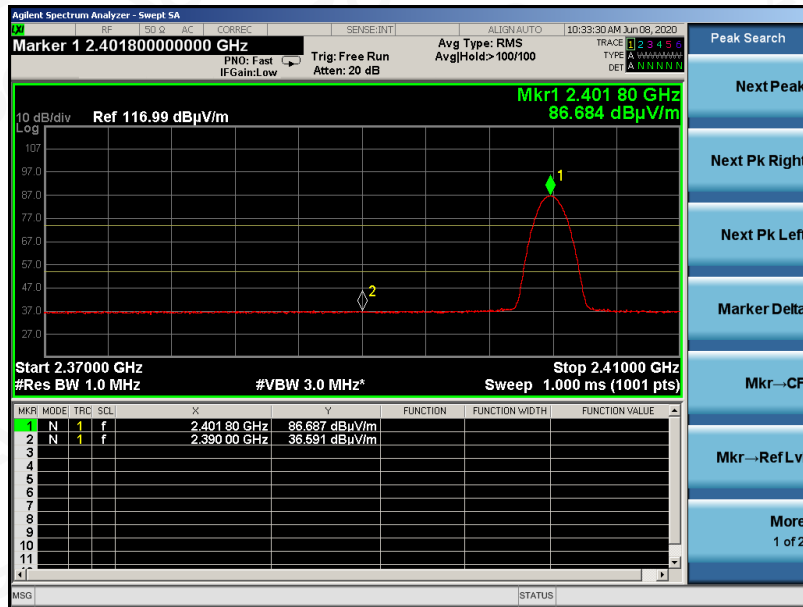 Agilent Spectrum Analyzer - Swept SA
LXI RF 50 Ω AC CORREC SENSE:INT ALIGN AUTO 10:33:30 AM Jun 08, 2020
Marker 1 2.401800000000 GHz
PNO: Fast
IFGain:Low
Trig: Free Run
Atten: 20 dB
Avg Type: RMS
Avg|Hold:>100/100
TRACE 1 2 3 4 5 6
TYPE A
DET A N N N N N
Mkr1 2.401 80 GHz
86.684 dBµV/m
10 dB/div Ref 116.99 dBµV/m
Log
107
97.0
87.0
77.0
67.0
57.0
47.0
37.0
27.0
1
2
Start 2.37000 GHz Stop 2.41000 GHz
#Res BW 1.0 MHz #VBW 3.0 MHz* Sweep 1.000 ms (1001 pts)
MKR MODE TRC SCL X Y FUNCTION FUNCTION WIDTH FUNCTION VALUE
1 N 1 f 2.401 80 GHz 86.687 dBµV/m
2 N 1 f 2.390 00 GHz 36.591 dBµV/m
3
4
5
6
7
8
9
10
11
MSG STATUS
Peak Search
Next Peak
Next Pk Right
Next Pk Left
Marker Delta
Mkr→CF
Mkr→Ref Lv
More
1 of 2